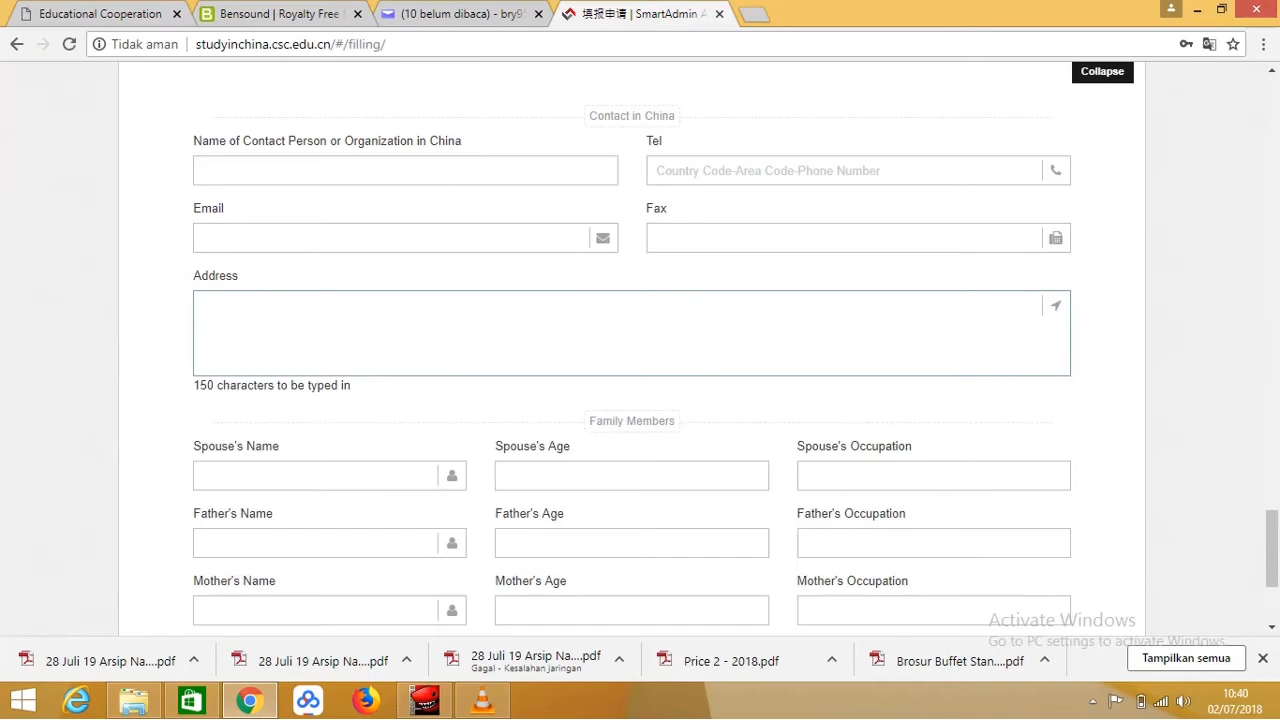 Educational Cooperation
Bensound | Royalty Free
(10 belum dibaca) - bry9
填报申请 | SmartAdmin A
Tidak aman
studyinchina.csc.edu.cn/#/filling/
Collapse
Contact in China
Name of Contact Person or Organization in China
Tel
Country Code-Area Code-Phone Number
Email
Fax
Address
150 characters to be typed in
Family Members
Spouse's Name
Spouse's Age
Spouse's Occupation
Father's Name
Father's Age
Father's Occupation
Mother's Name
Mother's Age
Mother's Occupation
Activate Windows
Go to PC settings to activate Windows.
28 Juli 19 Arsip Na....pdf
28 Juli 19 Arsip Na....pdf
28 Juli 19 Arsip Na....pdf
Gagal - Kesalahan jaringan
Price 2 - 2018.pdf
Brosur Buffet Stan....pdf
Tampilkan semua
10:40
02/07/2018